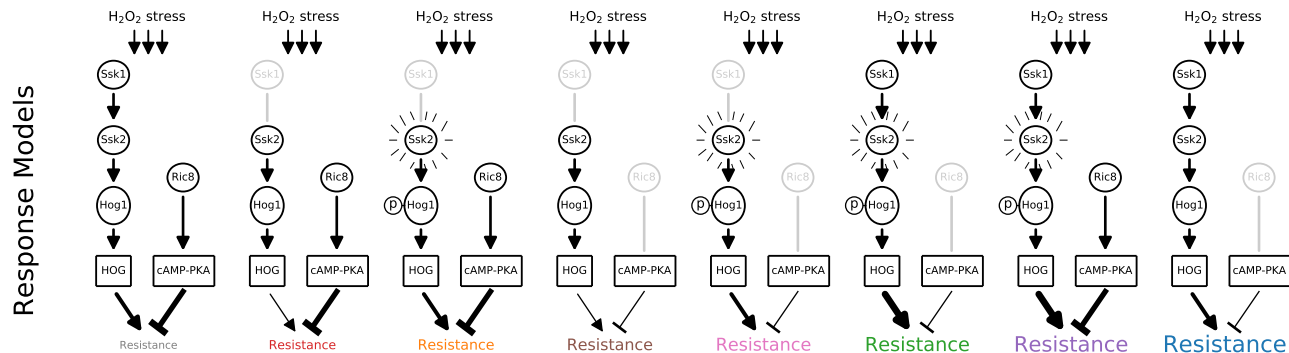 Response Models
H₂O₂ stress H₂O₂ stress H₂O₂ stress H₂O₂ stress H₂O₂ stress H₂O₂ stress H₂O₂ stress H₂O₂ stress
Ssk1 Ssk1 Ssk1 Ssk1 Ssk1 Ssk1 Ssk1 Ssk1
Ssk2 Ssk2 Ssk2 Ssk2 Ssk2 Ssk2 Ssk2 Ssk2
Ric8 Ric8 Ric8 Ric8 Ric8 Ric8 Ric8 Ric8
Hog1 Hog1 p Hog1 Hog1 p Hog1 p Hog1 p Hog1 Hog1
HOG cAMP-PKA HOG cAMP-PKA HOG cAMP-PKA HOG cAMP-PKA HOG cAMP-PKA HOG cAMP-PKA HOG cAMP-PKA HOG cAMP-PKA
Resistance Resistance Resistance Resistance Resistance Resistance Resistance Resistance